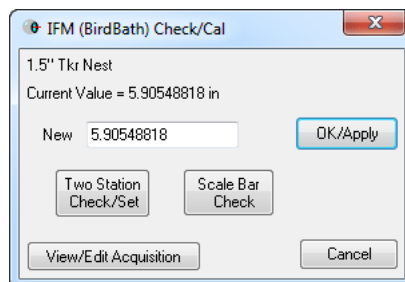 IFM (BirdBath) Check/Cal
1.5" Tkr Nest
Current Value = 5.90548818 in
New 5.90548818 OK/Apply
Two Station Check/Set
Scale Bar Check
View/Edit Acquisition Cancel